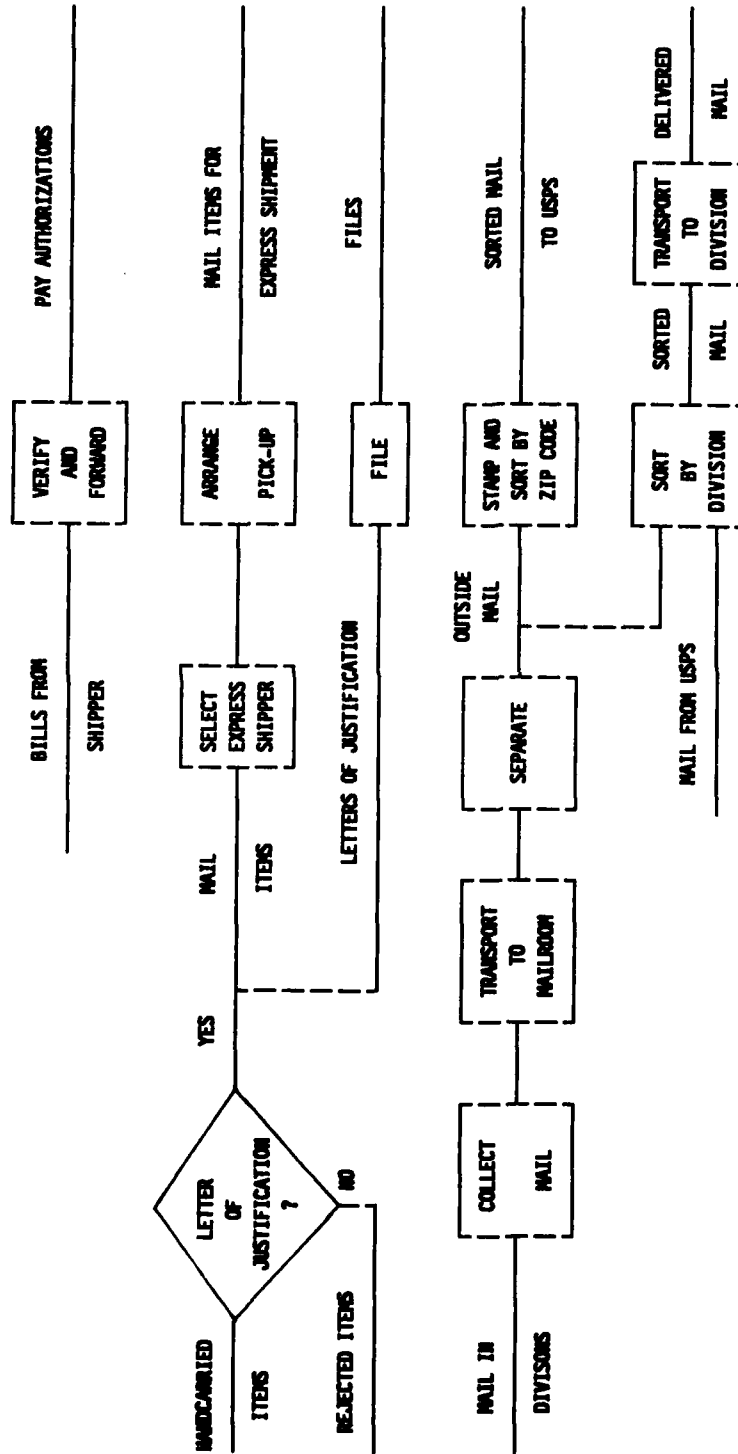 BILLS FROM
SHIPPER
VERIFY
AND
FORWARD
PAY AUTHORIZATIONS
HANDCARRIED
ITEMS
LETTER
OF
JUSTIFICATION
?
YES
NO
REJECTED ITEMS
MAIL
ITEMS
SELECT
EXPRESS
SHIPPER
ARRANGE
PICK-UP
MAIL ITEMS FOR
EXPRESS SHIPMENT
LETTERS OF JUSTIFICATION
FILE
FILES
MAIL IN
DIVISONS
COLLECT
MAIL
TRANSPORT
TO
MAILROOM
SEPARATE
OUTSIDE
MAIL
STAMP AND
SORT BY
ZIP CODE
SORTED MAIL
TO USPS
MAIL FROM USPS
SORT
BY
DIVISION
SORTED
MAIL
TRANSPORT
TO
DIVISION
DELIVERED
MAIL